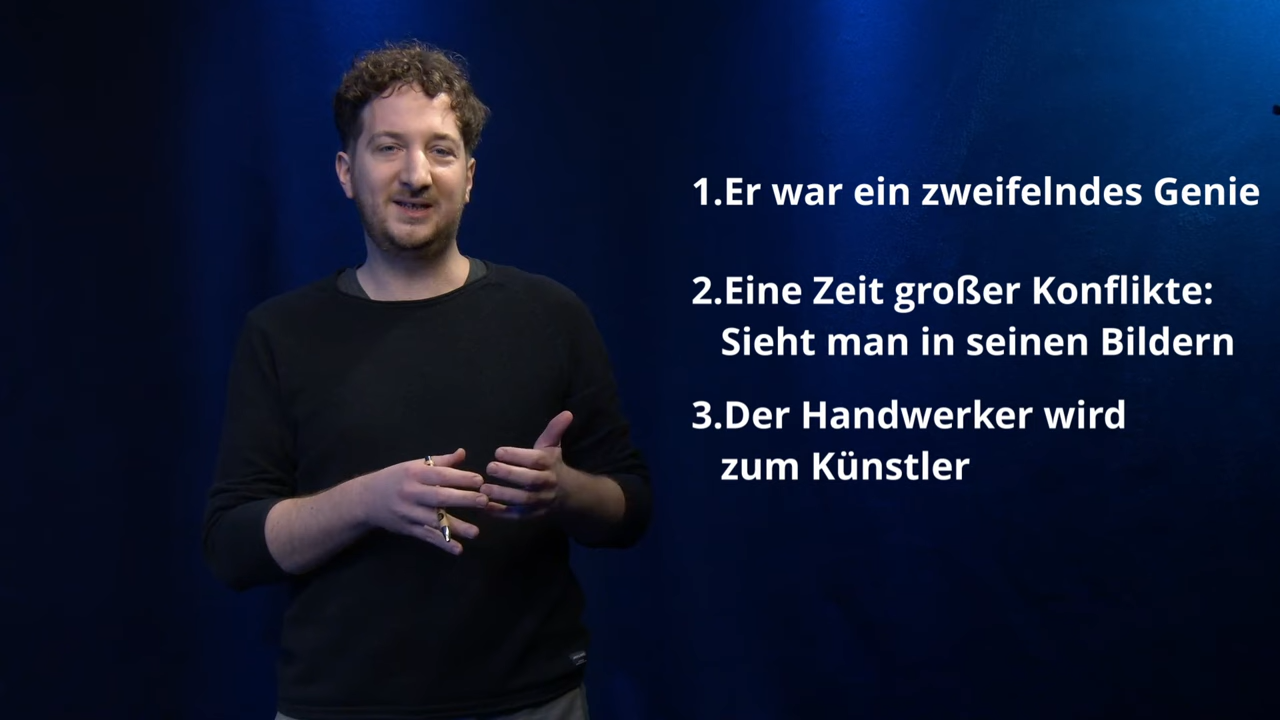 1.Er war ein zweifelndes Genie
2.Eine Zeit großer Konflikte:
Sieht man in seinen Bildern
3.Der Handwerker wird
zum Künstler